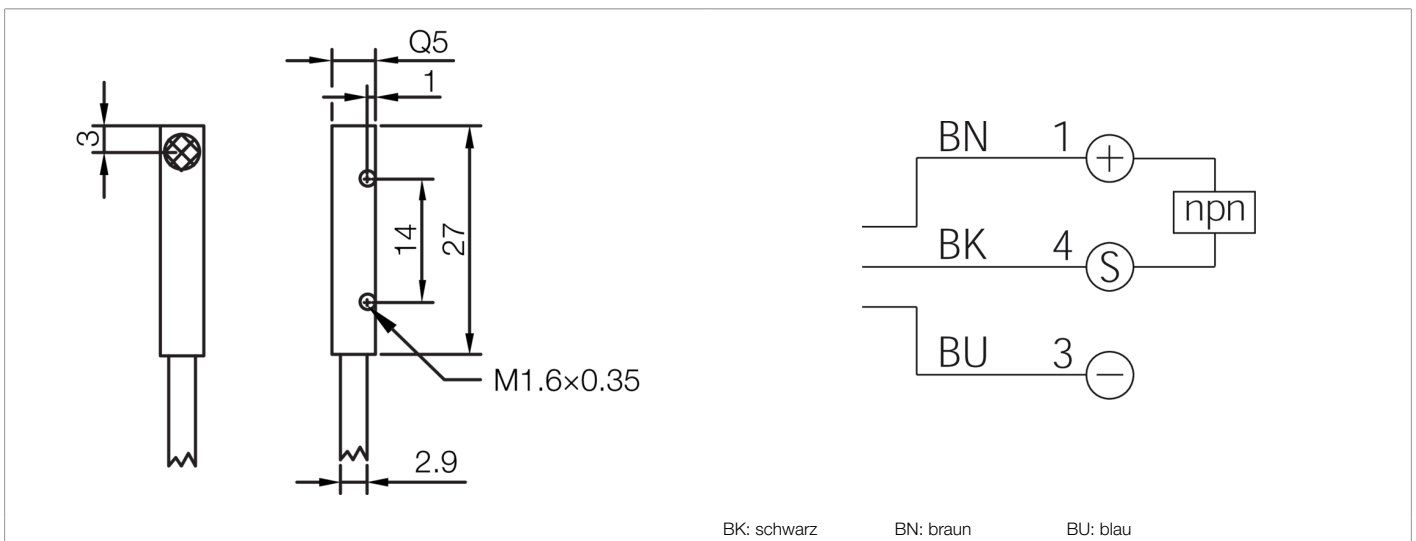 Q5
1
3
14
27
M1.6×0.35
2.9
BN 1 +
npn
BK 4 S
BU 3 −
BK: schwarz BN: braun BU: blau